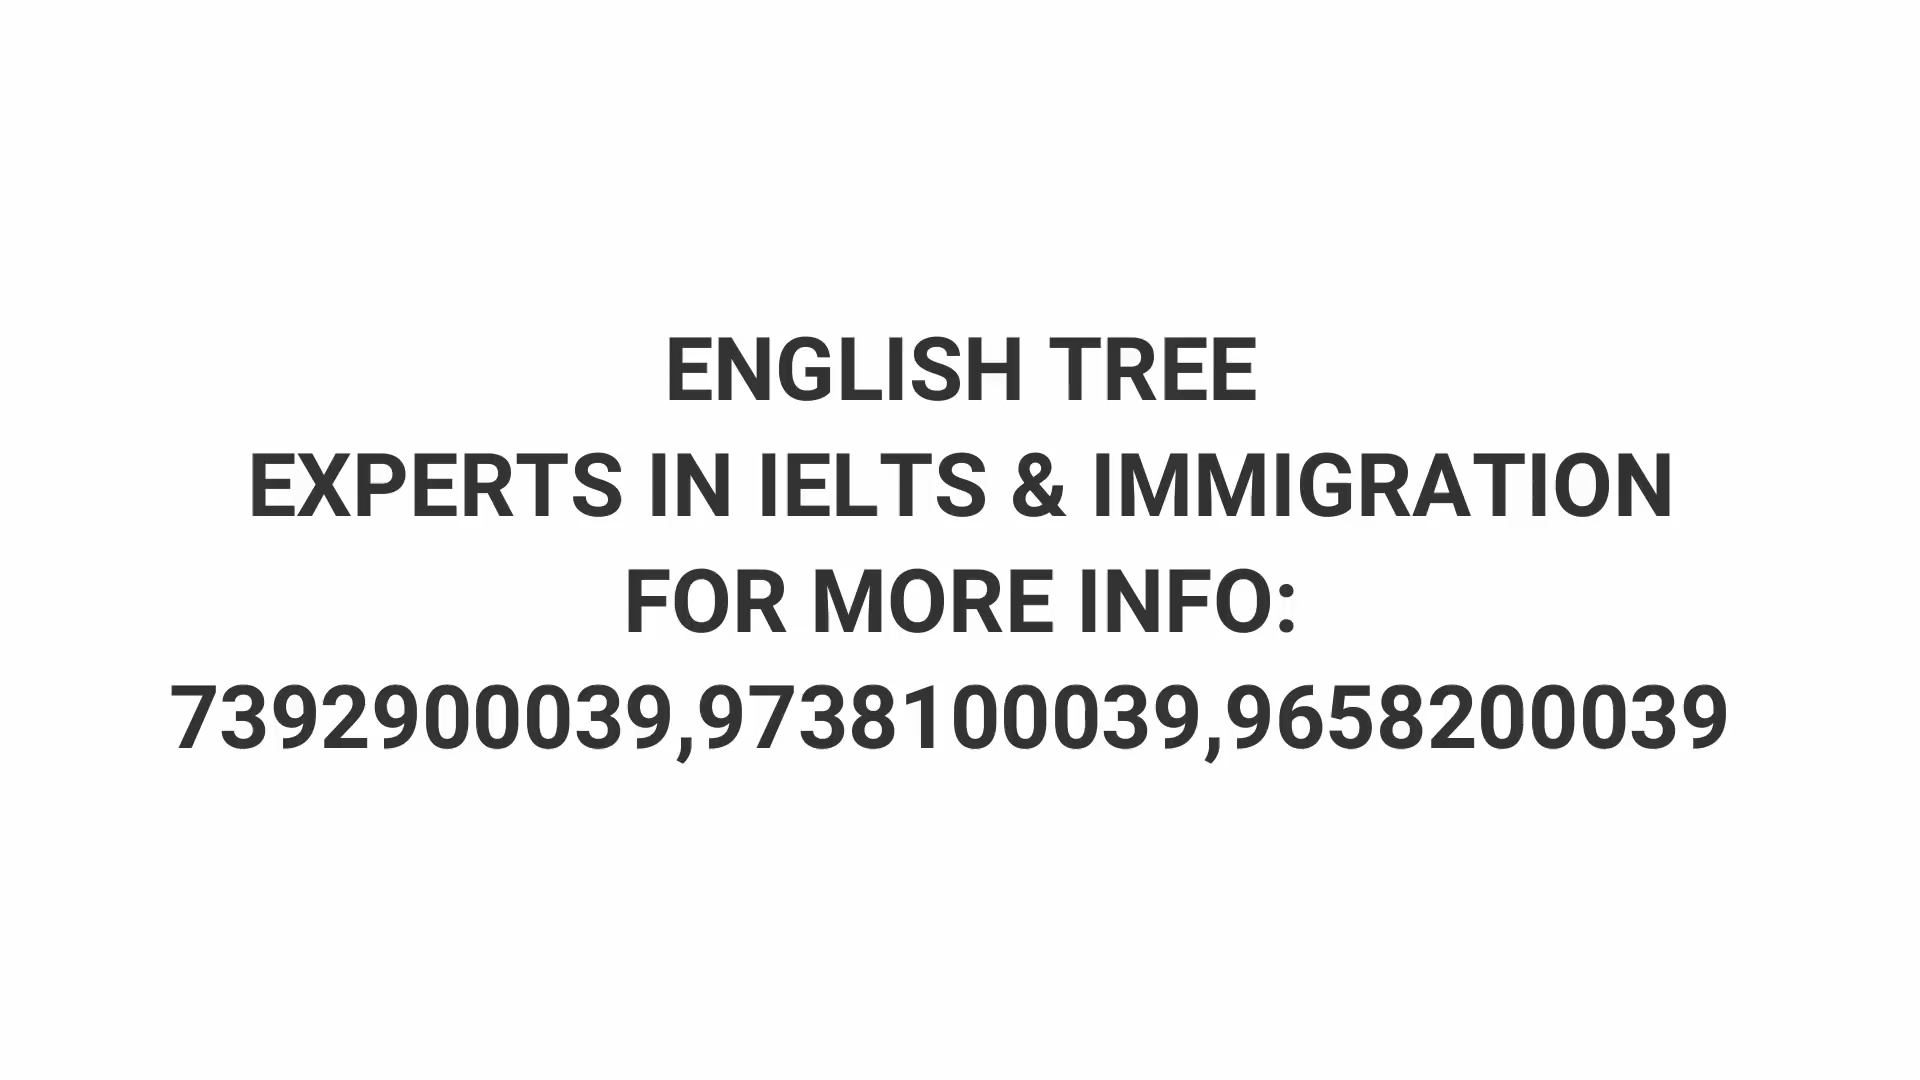 ENGLISH TREE
EXPERTS IN IELTS & IMMIGRATION
FOR MORE INFO:
7392900039,9738100039,9658200039